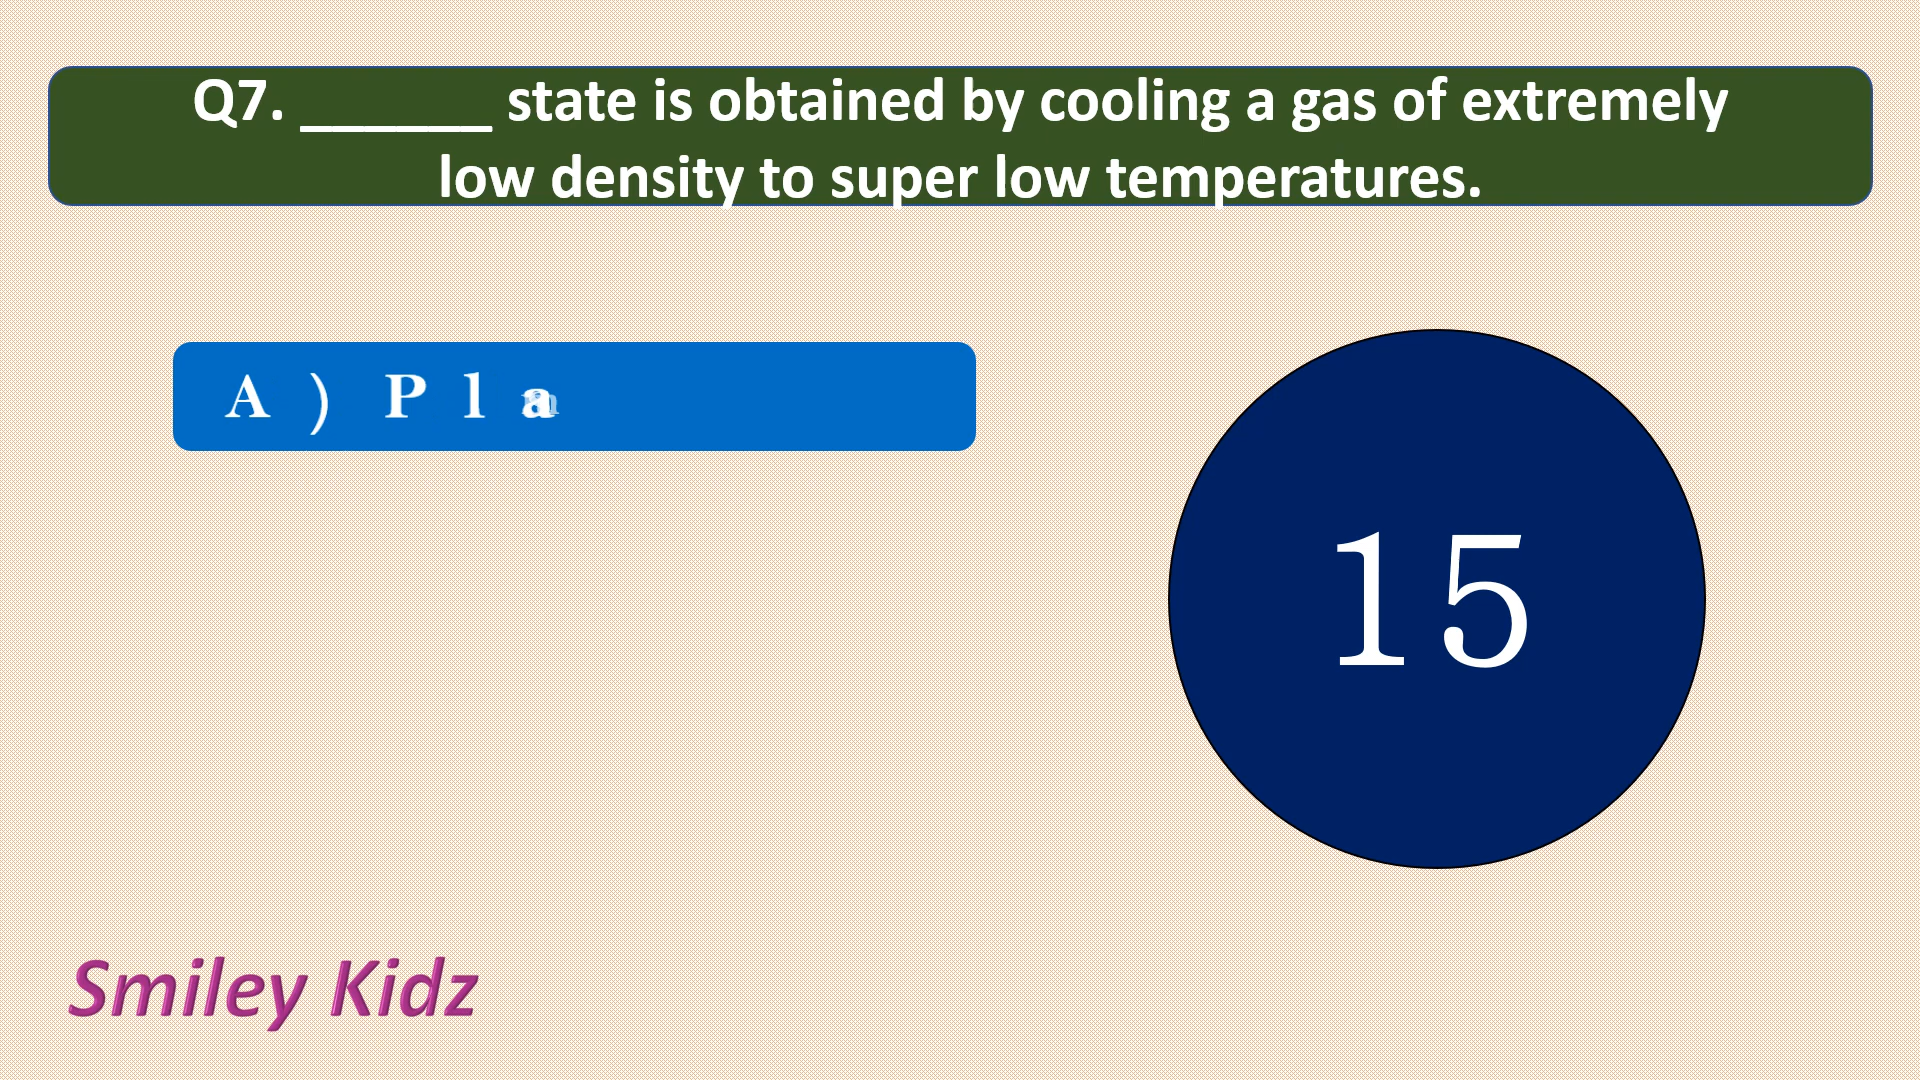 Q7. ______ state is obtained by cooling a gas of extremely
low density to super low temperatures.
A) Pla
15
Smiley Kidz